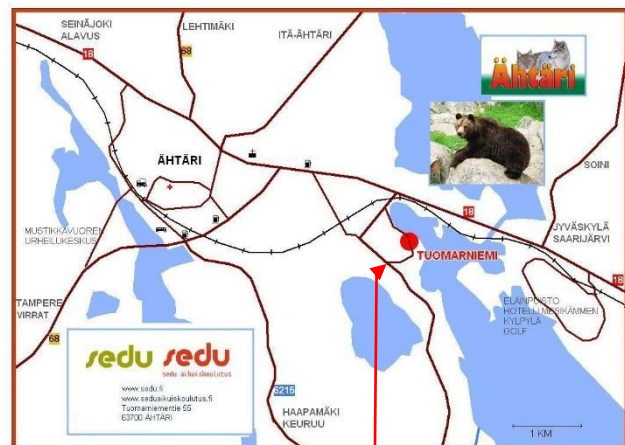 SEINÄJOKI
ALAVUS
LEHTIMÄKI
ITÄ-ÄHTÄRI
18
68
Ähtäri
ÄHTÄRI
SOINI
18
JYVÄSKYLÄ
SAARIJÄRVI
MUSTIKKAVUOREN
URHEILUKESKUS
TUOMARNIEMI
18
TAMPERE
VIRRAT
ELÄINPUISTO
HOTELLI MESIKÄMMEN
KYLPYLÄ
GOLF
68
sedu sedu
sedu aikuiskoulutus
www.sedu.fi
www.seduaikuiskoulutus.fi
Tuomarniementie 55
63700 ÄHTÄRI
6215
HAAPAMÄKI
KEURUU
1 KM